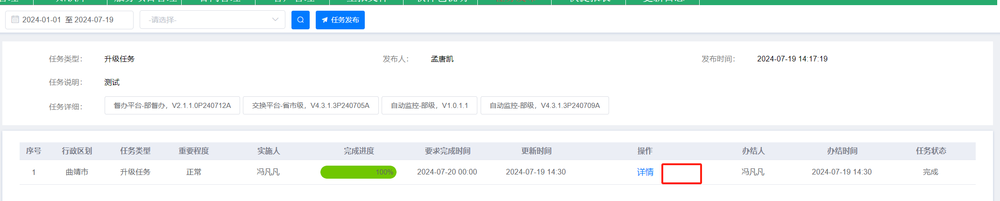 2024-01-01 至 2024-07-19 -请选择- 任务发布
任务类型： 升级任务 发布人： 孟唐凯 发布时间： 2024-07-19 14:17:19
任务说明： 测试
任务详细： 督办平台-部督办，V2.1.1.0P240712A 交换平台-省市级，V4.3.1.3P240705A 自动监控-部级，V1.0.1.1 自动监控-部级，V4.3.1.3P240709A
序号 行政区划 任务类型 重要程度 实施人 完成进度 要求完成时间 更新时间 操作 办结人 办结时间 任务状态
1 曲靖市 升级任务 正常 冯凡凡 100% 2024-07-20 00:00 2024-07-19 14:30 详情 冯凡凡 2024-07-19 14:30 完成